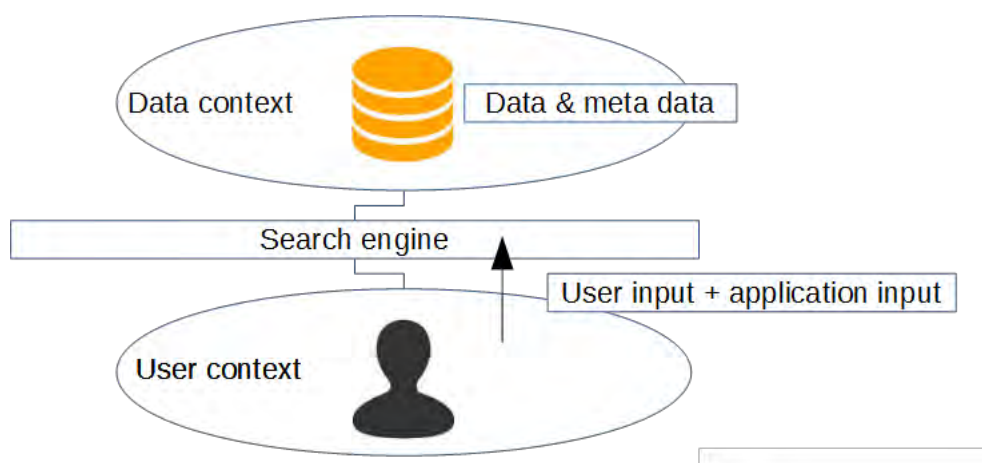 Data context
Data & meta data
Search engine
User input + application input
User context